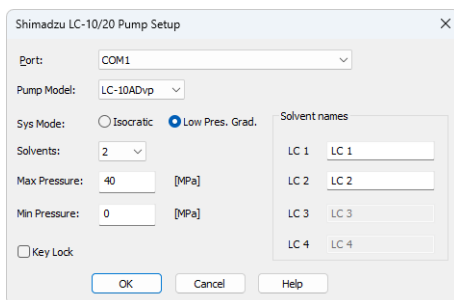 Shimadzu LC-10/20 Pump Setup
Port: COM1
Pump Model: LC-10ADvp
Sys Mode: Isocratic Low Pres. Grad.
Solvents: 2
Max Pressure: 40 [MPa]
Min Pressure: 0 [MPa]
Key Lock
Solvent names
LC 1 LC 1
LC 2 LC 2
LC 3 LC 3
LC 4 LC 4
OK Cancel Help